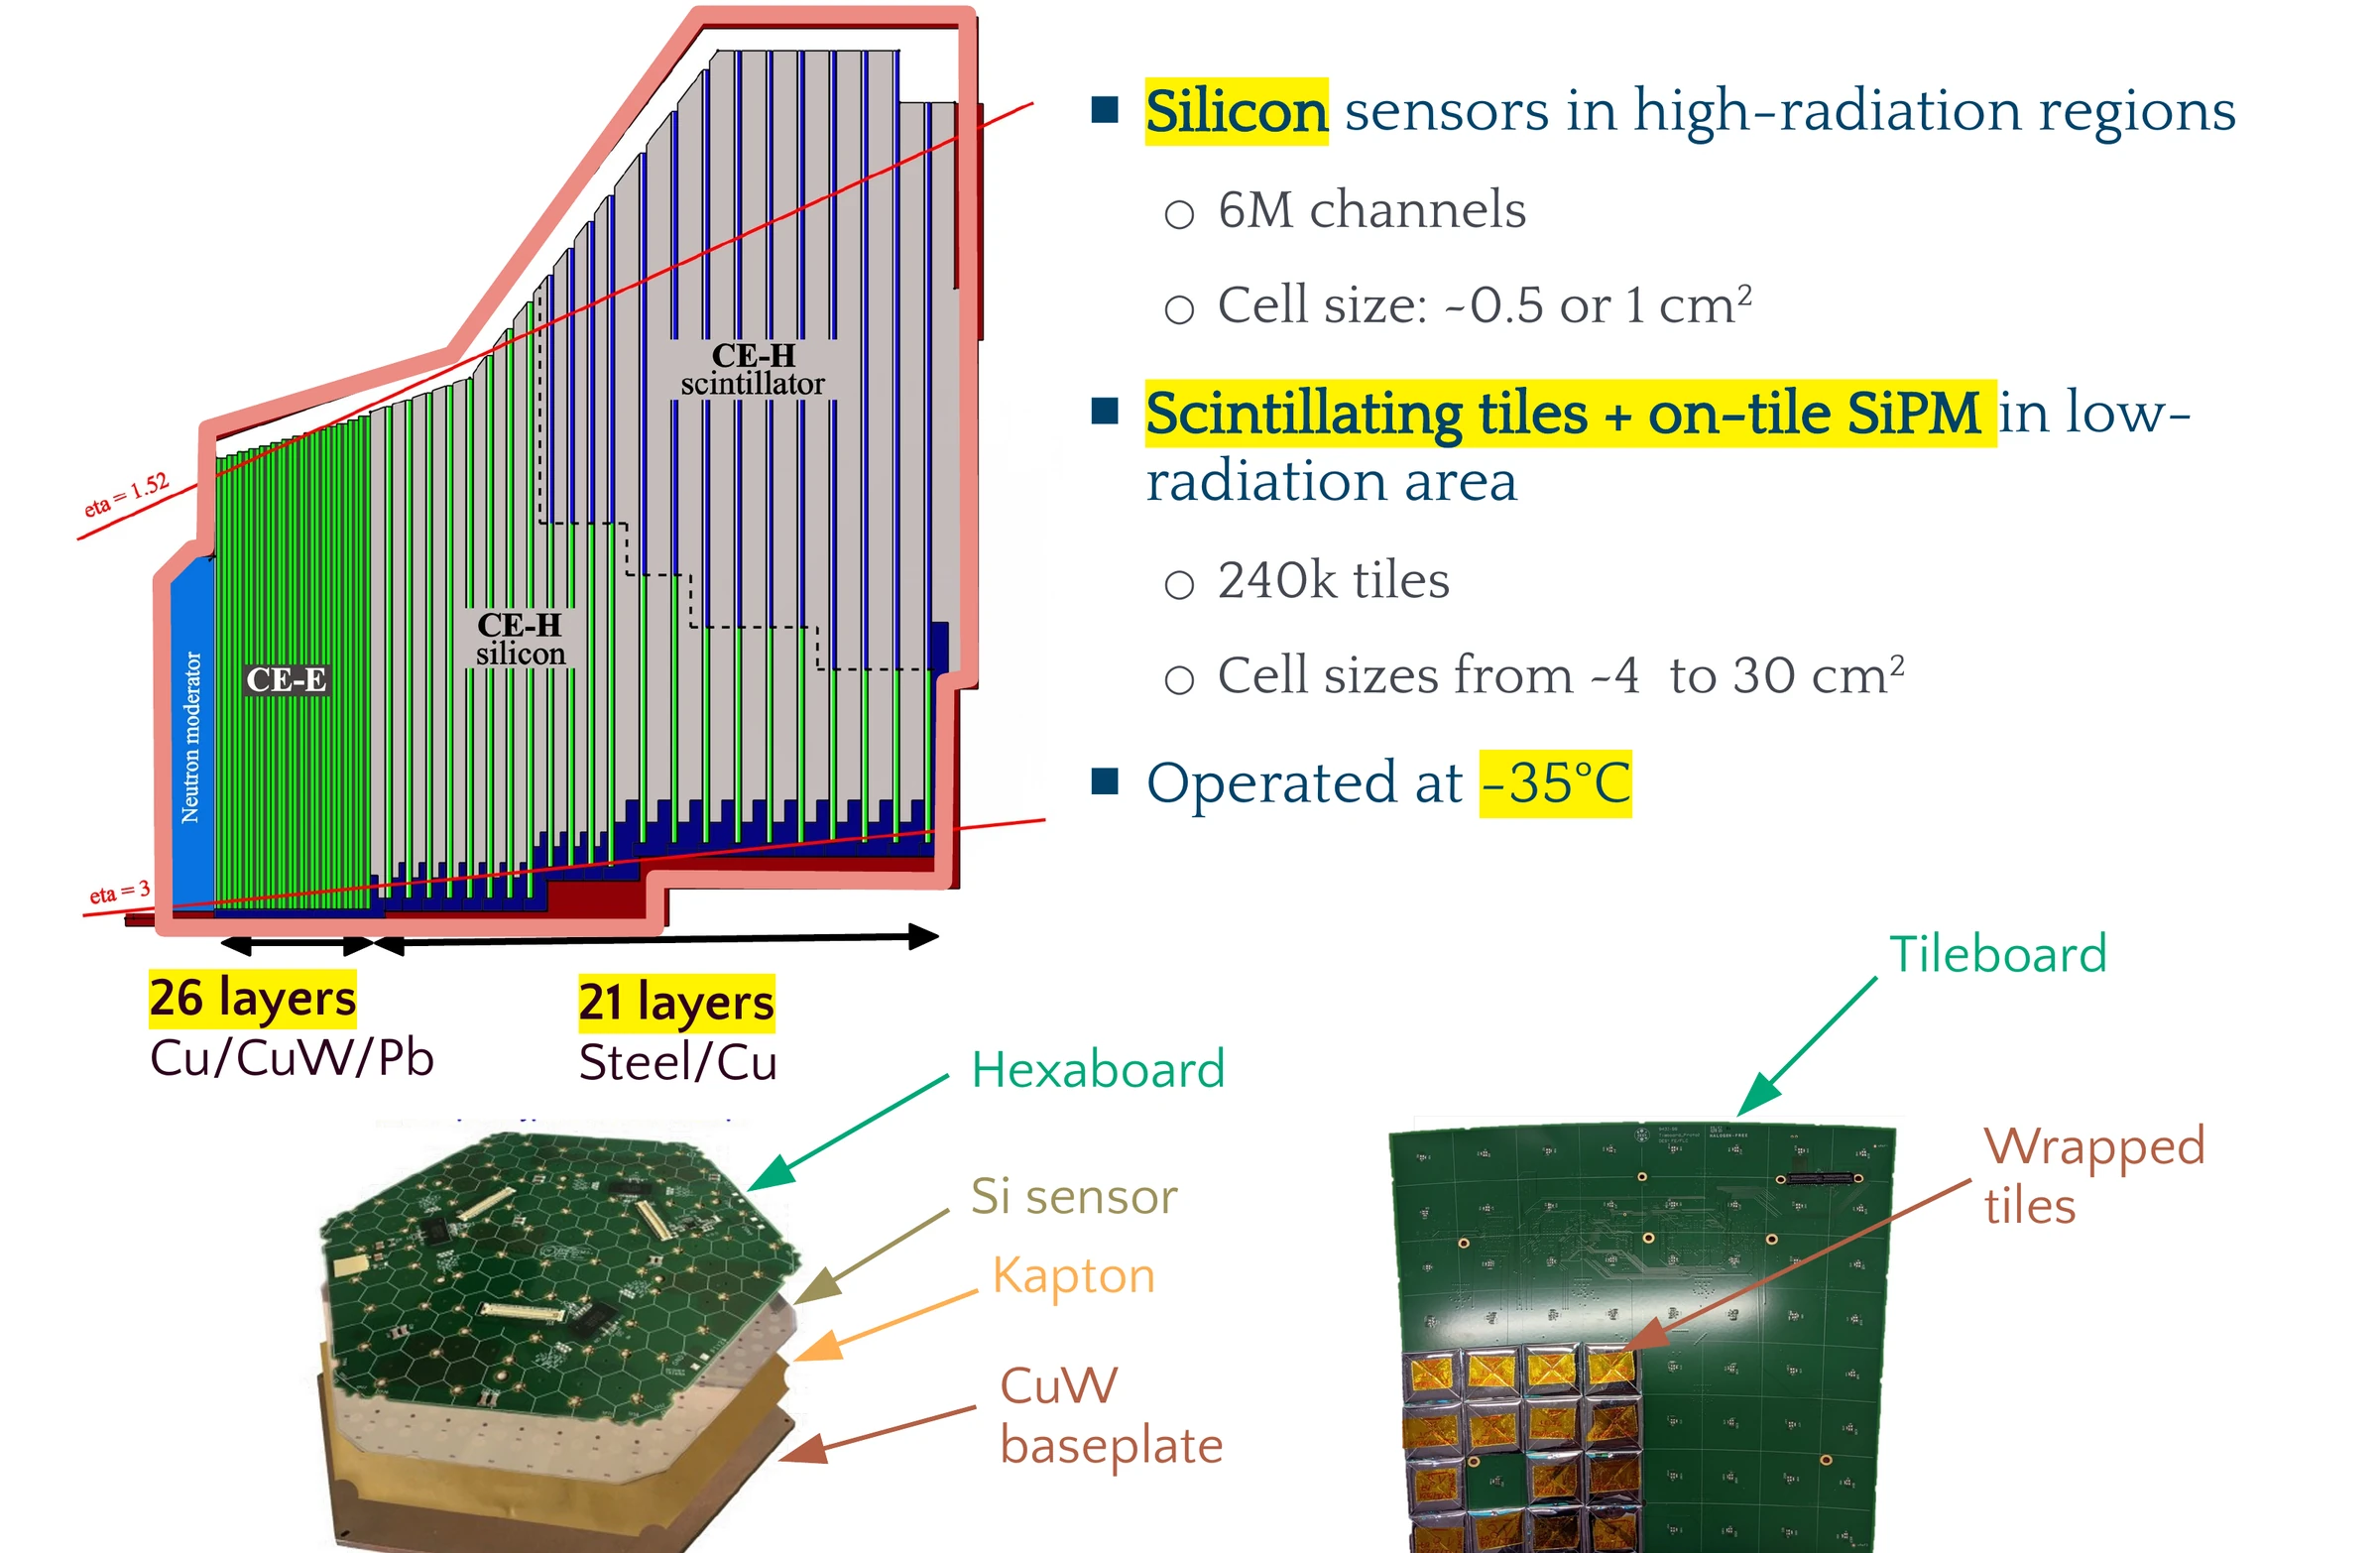 Silicon sensors in high-radiation regions
6M channels
Cell size: ~0.5 or 1 cm²
Scintillating tiles + on-tile SiPM in low-
radiation area
240k tiles
Cell sizes from ~4 to 30 cm²
Operated at -35°C
eta = 1.52
CE-H
scintillator
CE-H
silicon
CE-E
Neutron moderator
eta = 3
26 layers
Cu/CuW/Pb
21 layers
Steel/Cu
Hexaboard
Si sensor
Kapton
CuW
baseplate
Tileboard
Wrapped
tiles